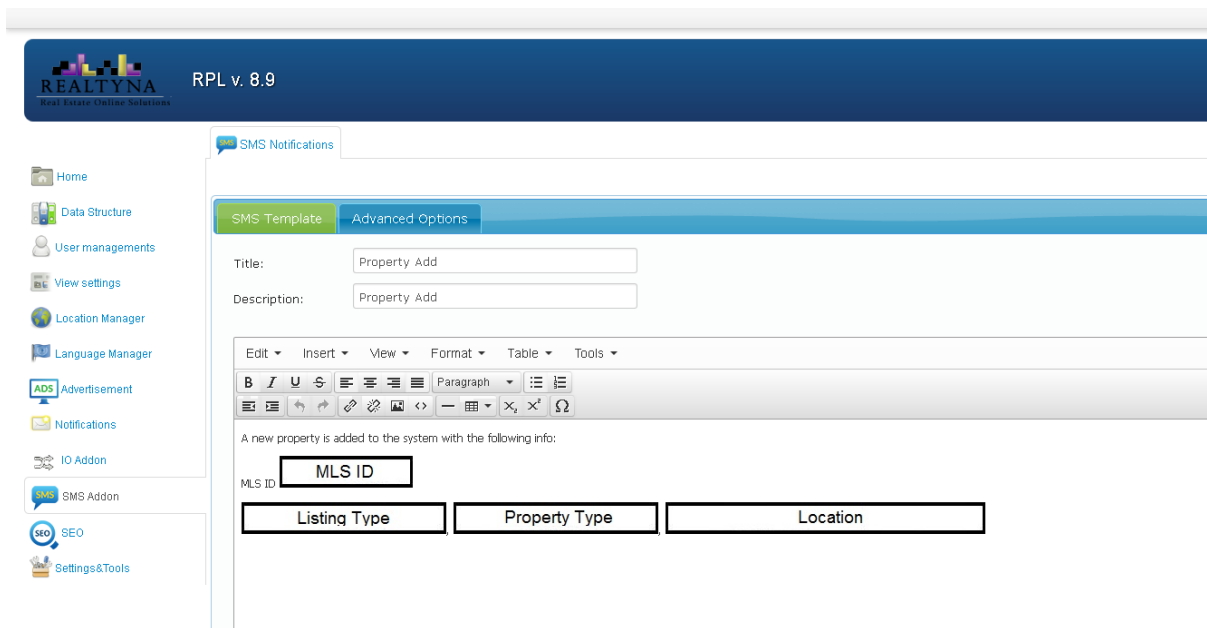 REALTYNA
Real Estate Online Solutions
RPL v. 8.9
SMS SMS Notifications
Home
Data Structure
User managements
View settings
Location Manager
Language Manager
ADS Advertisement
Notifications
IO Addon
SMS SMS Addon
SEO SEO
Settings&Tools
SMS Template Advanced Options
Title: Property Add
Description: Property Add
Edit Insert View Format Table Tools
B I U S Paragraph
X₂ X² Ω
A new property is added to the system with the following info:
MLS ID MLS ID
Listing Type, Property Type, Location